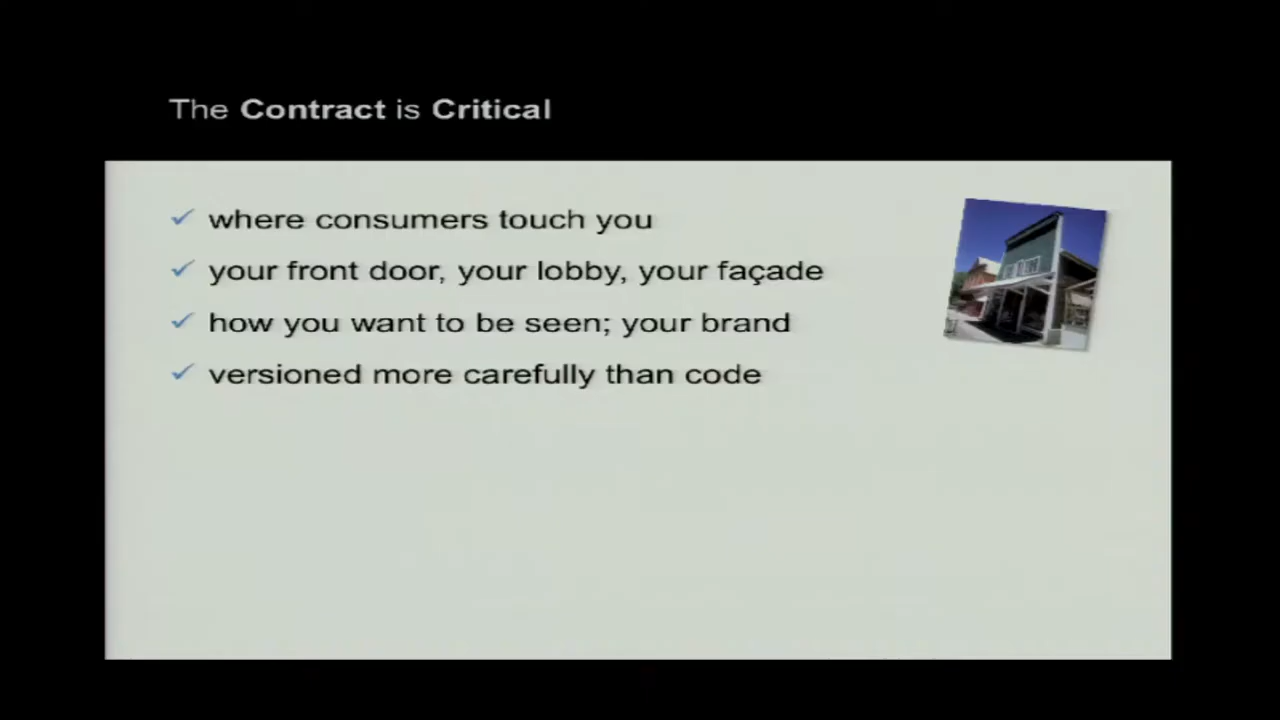 The Contract is Critical
where consumers touch you
your front door, your lobby, your façade
how you want to be seen; your brand
versioned more carefully than code